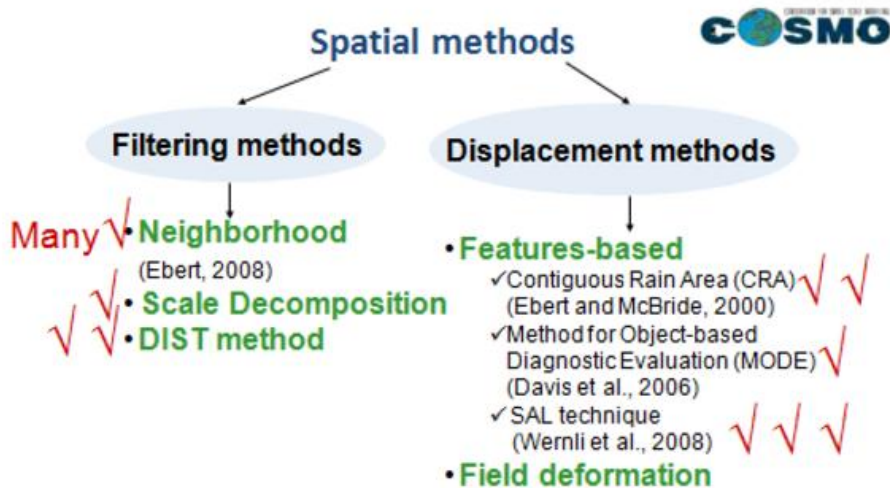 Spatial methods
COSMO
Filtering methods
Many √ • Neighborhood
(Ebert, 2008)
√ • Scale Decomposition
√ √ • DIST method
Displacement methods
• Features-based
✓Contiguous Rain Area (CRA) √ √
(Ebert and McBride, 2000)
✓Method for Object-based
Diagnostic Evaluation (MODE) √
(Davis et al., 2006)
✓SAL technique
(Wernli et al., 2008) √ √ √
• Field deformation